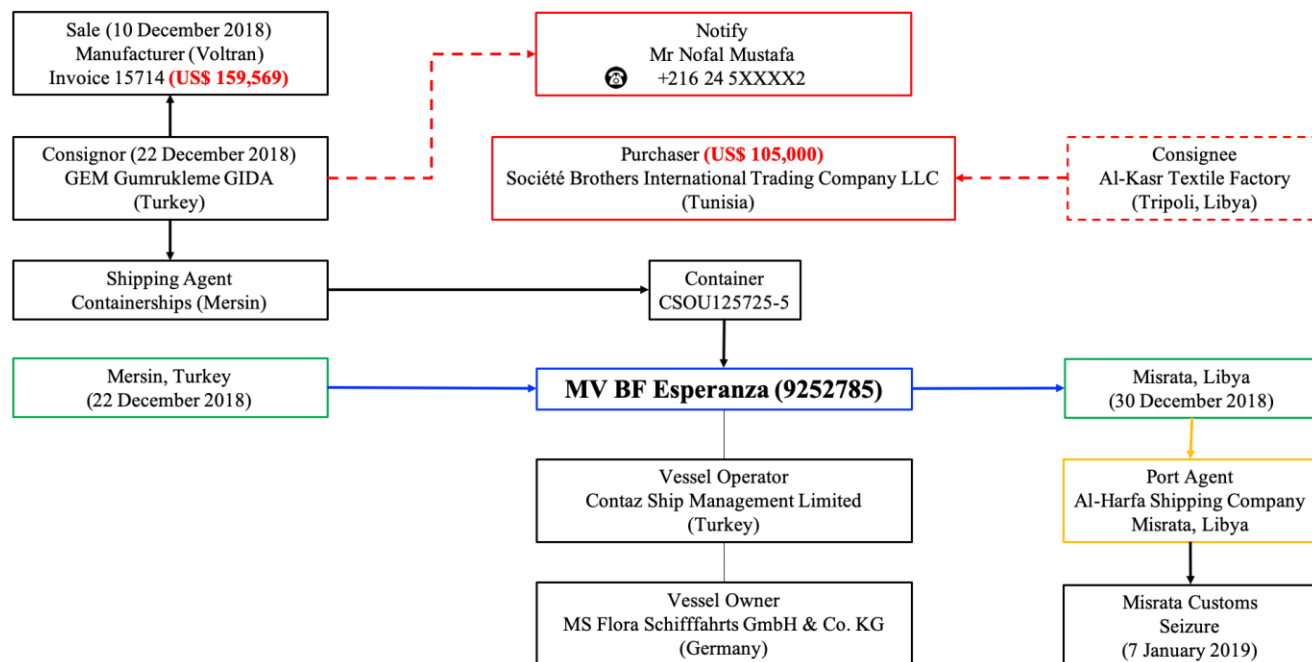 Sale (10 December 2018)
Manufacturer (Voltran)
Invoice 15714 (US$ 159,569)
Notify
Mr Nofal Mustafa
+216 24 5XXXX2
Consignor (22 December 2018)
GEM Gumrukleme GIDA
(Turkey)
Purchaser (US$ 105,000)
Société Brothers International Trading Company LLC
(Tunisia)
Consignee
Al-Kasr Textile Factory
(Tripoli, Libya)
Shipping Agent
Containerships (Mersin)
Container
CSOU125725-5
Mersin, Turkey
(22 December 2018)
MV BF Esperanza (9252785)
Misrata, Libya
(30 December 2018)
Vessel Operator
Contaz Ship Management Limited
(Turkey)
Port Agent
Al-Harfa Shipping Company
Misrata, Libya
Vessel Owner
MS Flora Schifffahrts GmbH & Co. KG
(Germany)
Misrata Customs
Seizure
(7 January 2019)